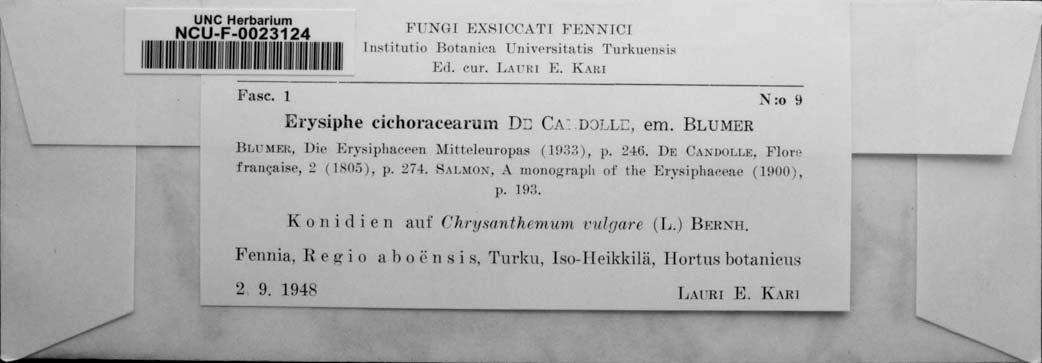 UNC Herbarium
NCU-F-0023124
FUNGI EXSICCATI FENNICI
Institutio Botanica Universitatis Turkuensis
Ed. cur. LAURI E. KARI
Fasc. 1 N:o 9
Erysiphe cichoracearum DE CANDOLLE, em. BLUMER
BLUMER, Die Erysiphaceen Mitteleuropas (1933), p. 246. DE CANDOLLE, Flore
française, 2 (1805), p. 274. SALMON, A monograph of the Erysiphaceae (1900),
p. 193.
Konidien auf Chrysanthemum vulgare (L.) BERNH.
Fennia, Regio aboënsis, Turku, Iso-Heikkilä, Hortus botanicus
2. 9. 1948 LAURI E. KARI